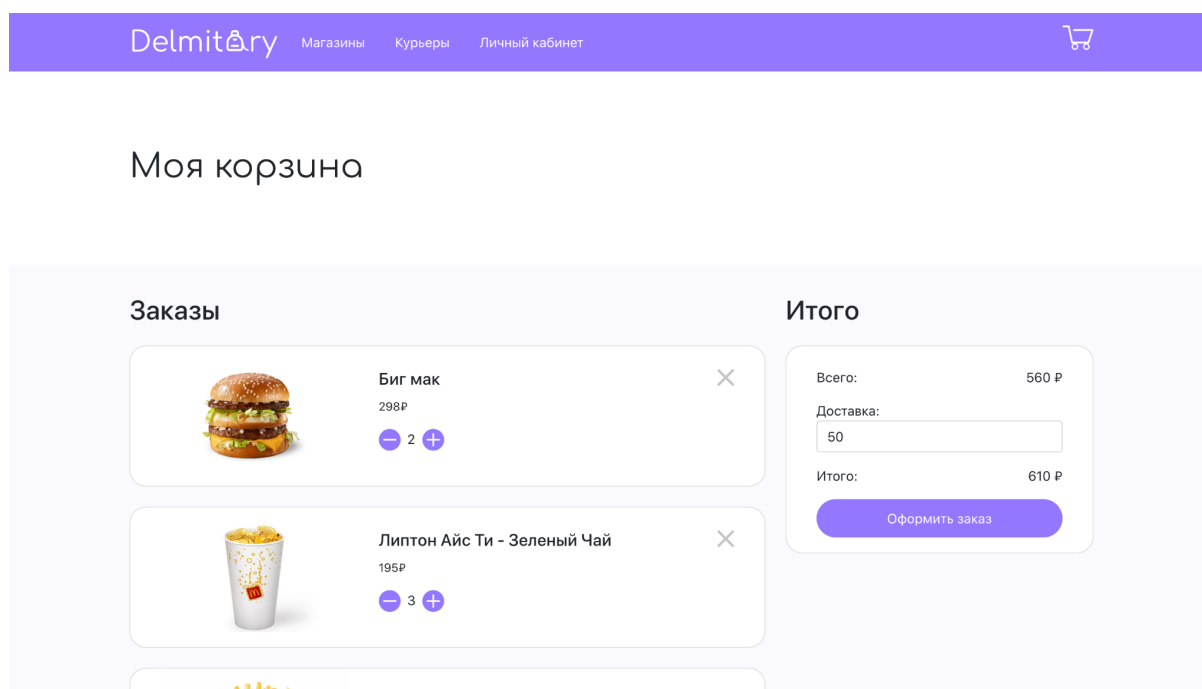 Delmitary Магазины Курьеры Личный кабинет
Моя корзина
Заказы
Биг мак
298₽
2
Липтон Айс Ти - Зеленый Чай
195₽
3
Итого
Всего: 560 ₽
Доставка:
50
Итого: 610 ₽
Оформить заказ